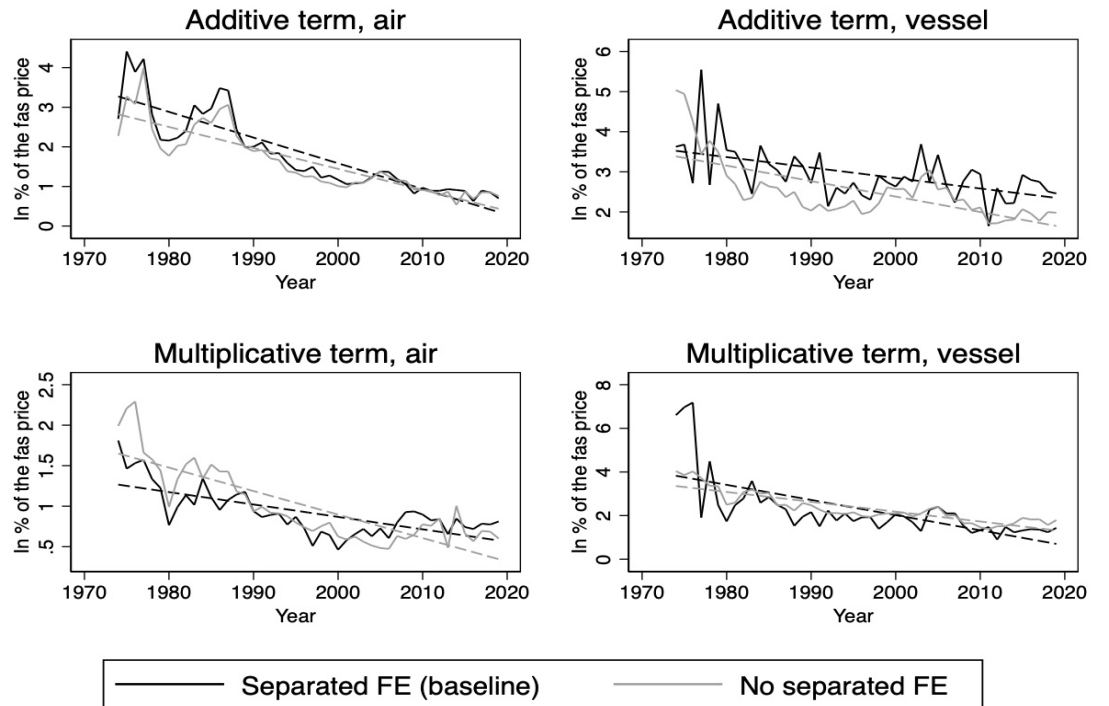 Additive term, air
In % of the fas price
4
3
2
1
0
1970 1980 1990 2000 2010 2020
Year
Additive term, vessel
In % of the fas price
6
5
4
3
2
1970 1980 1990 2000 2010 2020
Year
Multiplicative term, air
In % of the fas price
2.5
2
1.5
1
.5
1970 1980 1990 2000 2010 2020
Year
Multiplicative term, vessel
In % of the fas price
8
6
4
2
0
1970 1980 1990 2000 2010 2020
Year
Separated FE (baseline) No separated FE